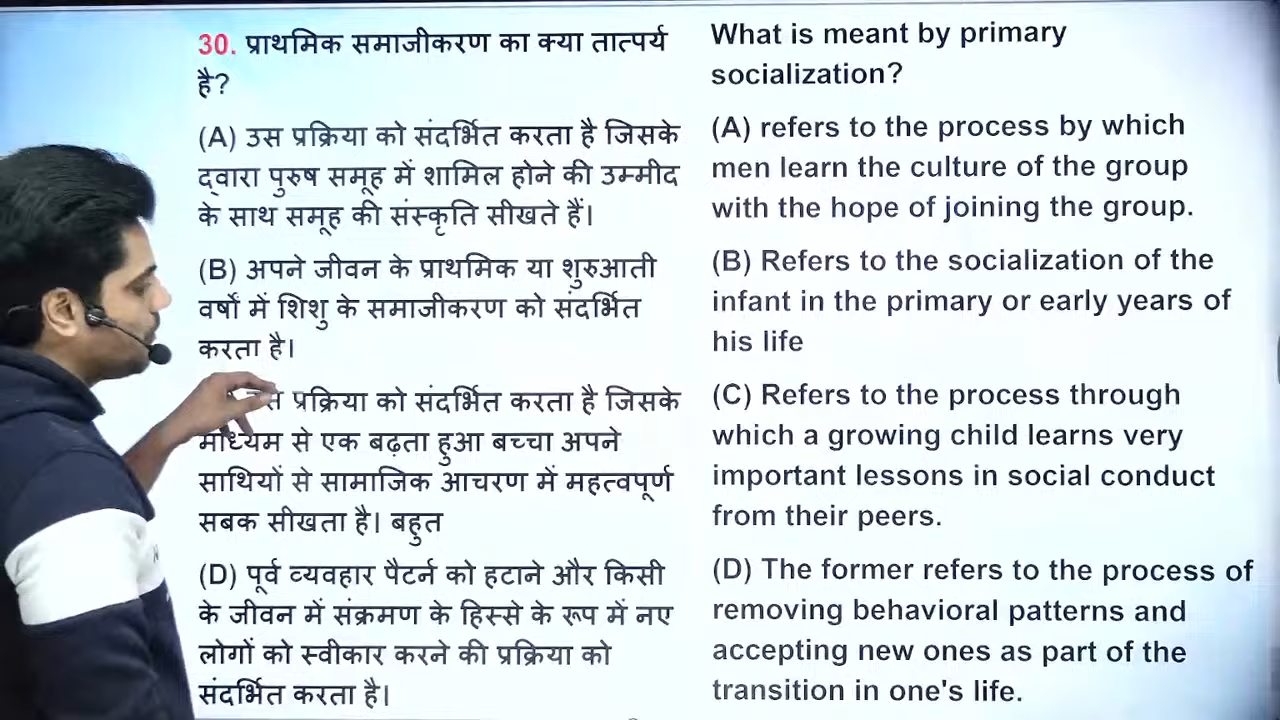 30. प्राथमिक समाजीकरण का क्या तात्पर्य
है?
(A) उस प्रक्रिया को संदर्भित करता है जिसके
द्वारा पुरुष समूह में शामिल होने की उम्मीद
के साथ समूह की संस्कृति सीखते हैं।
(B) अपने जीवन के प्राथमिक या शुरुआती
वर्षों में शिशु के समाजीकरण को संदर्भित
करता है।
प्रक्रिया को संदर्भित करता है जिसके
माध्यम से एक बढ़ता हुआ बच्चा अपने
साथियों से सामाजिक आचरण में महत्वपूर्ण
सबक सीखता है। बहुत
(D) पूर्व व्यवहार पैटर्न को हटाने और किसी
के जीवन में संक्रमण के हिस्से के रूप में नए
लोगों को स्वीकार करने की प्रक्रिया को
संदर्भित करता है।
What is meant by primary
socialization?
(A) refers to the process by which
men learn the culture of the group
with the hope of joining the group.
(B) Refers to the socialization of the
infant in the primary or early years of
his life
(C) Refers to the process through
which a growing child learns very
important lessons in social conduct
from their peers.
(D) The former refers to the process of
removing behavioral patterns and
accepting new ones as part of the
transition in one's life.